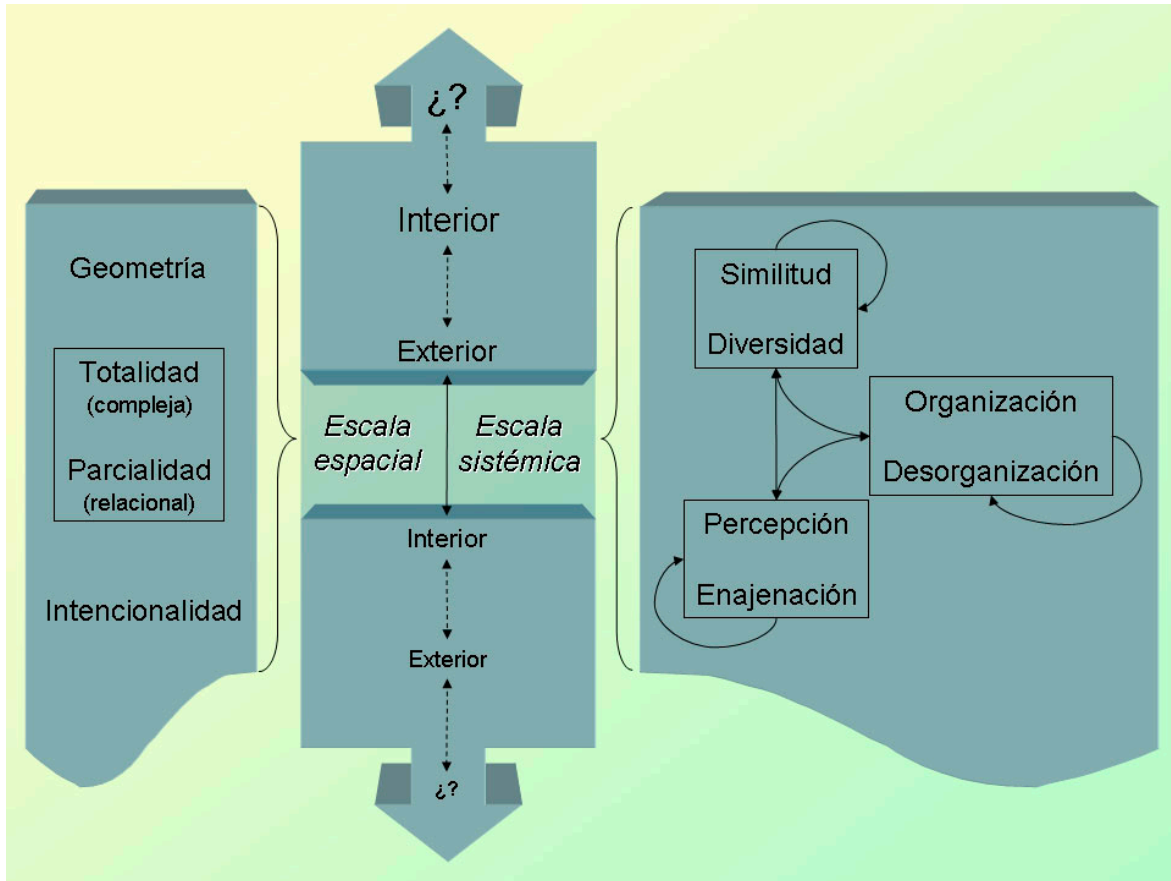 Geometría
Totalidad
(compleja)
Parcialidad
(relacional)
Intencionalidad
¿?
Interior
Exterior
Escala
espacial
Escala
sistémica
Interior
Exterior
¿?
Similitud
Diversidad
Organización
Desorganización
Percepción
Enajenación